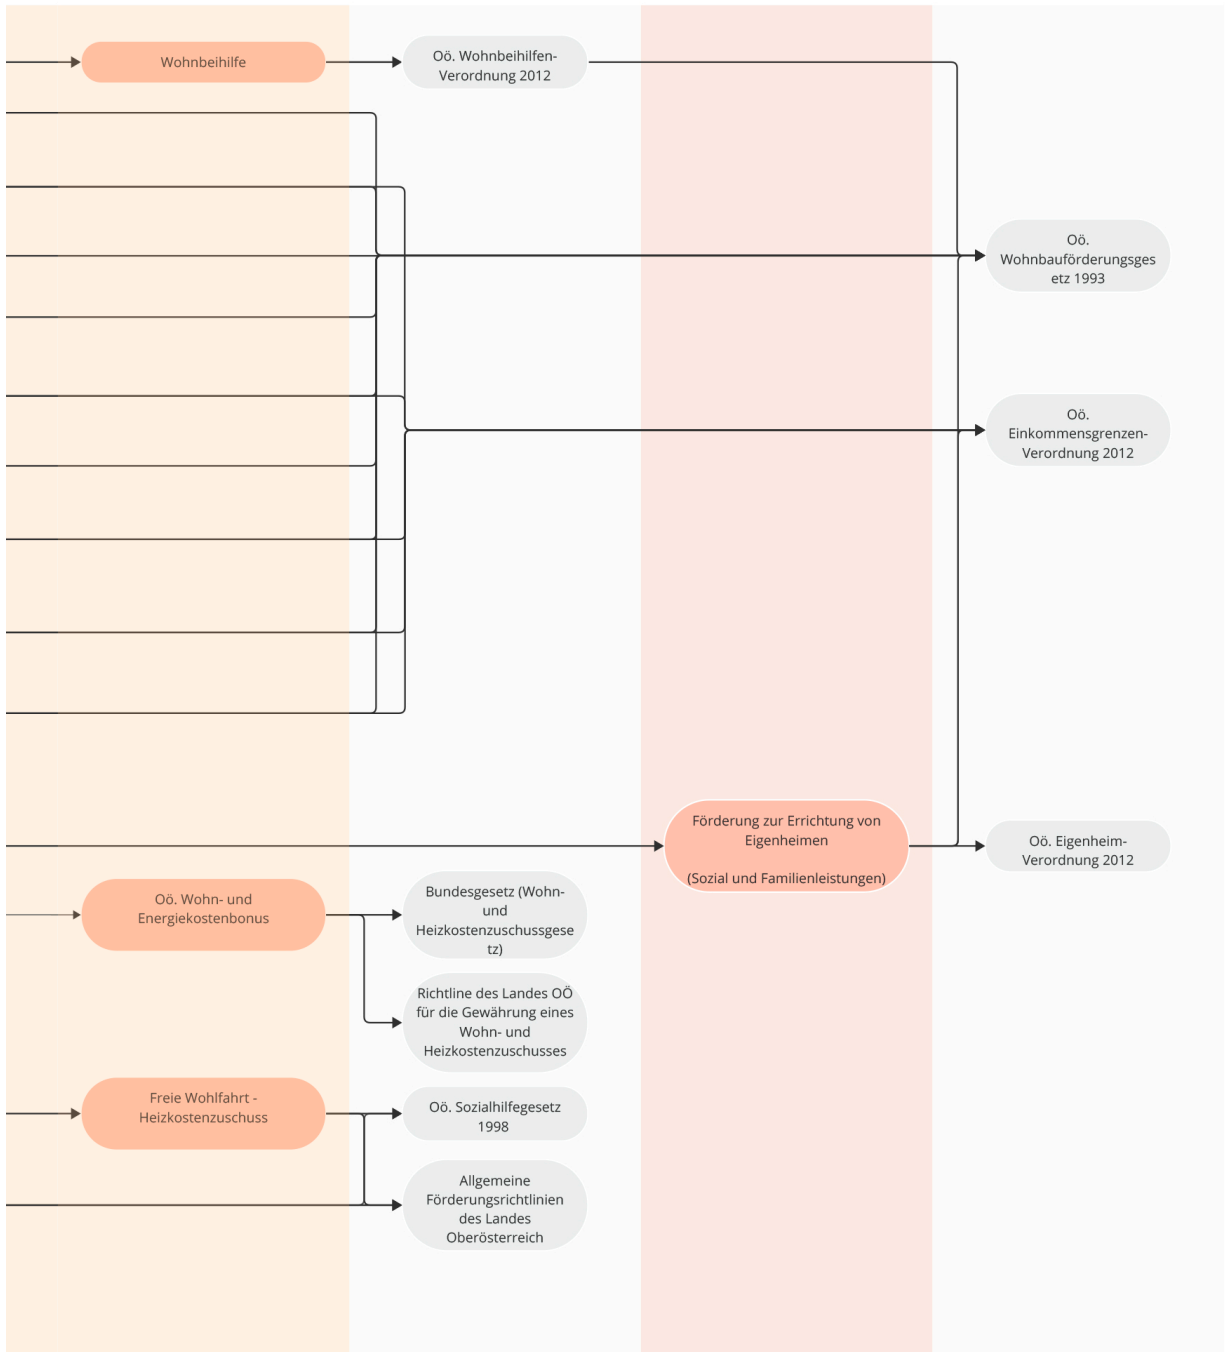 Wohnbeihilfe
Oö. Wohnbeihilfen-
Verordnung 2012
Oö.
Wohnbauförderungsges
etz 1993
Oö.
Einkommensgrenzen-
Verordnung 2012
Förderung zur Errichtung von
Eigenheimen
(Sozial und Familienleistungen)
Oö. Eigenheim-
Verordnung 2012
Oö. Wohn- und
Energiekostenbonus
Bundesgesetz (Wohn-
und
Heizkostenzuschussgese
tz)
Richtline des Landes OÖ
für die Gewährung eines
Wohn- und
Heizkostenzuschusses
Freie Wohlfahrt -
Heizkostenzuschuss
Oö. Sozialhilfegesetz
1998
Allgemeine
Förderungsrichtlinien
des Landes
Oberösterreich